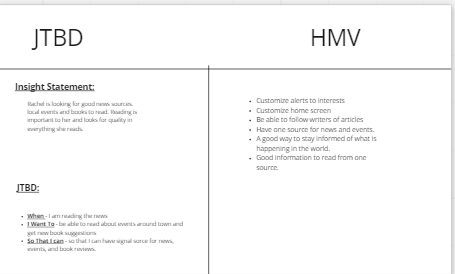 JTBD
HMV
Insight Statement:
Rachel is looking for good news sources,
local events and books to read. Reading is
important to her and looks for quality in
everything she reads.
JTBD:
• When - I am reading the news
• I Want To - be able to read about events around town and
get new book suggestions
• So That I can - so that I can have signal sorce for news,
events, and book reviews.
• Customize alerts to interests
• Customize home screen
• Be able to follow writers of articles
• Have one source for news and events.
• A good way to stay informed of what is
happening in the world.
• Good information to read from one
source.